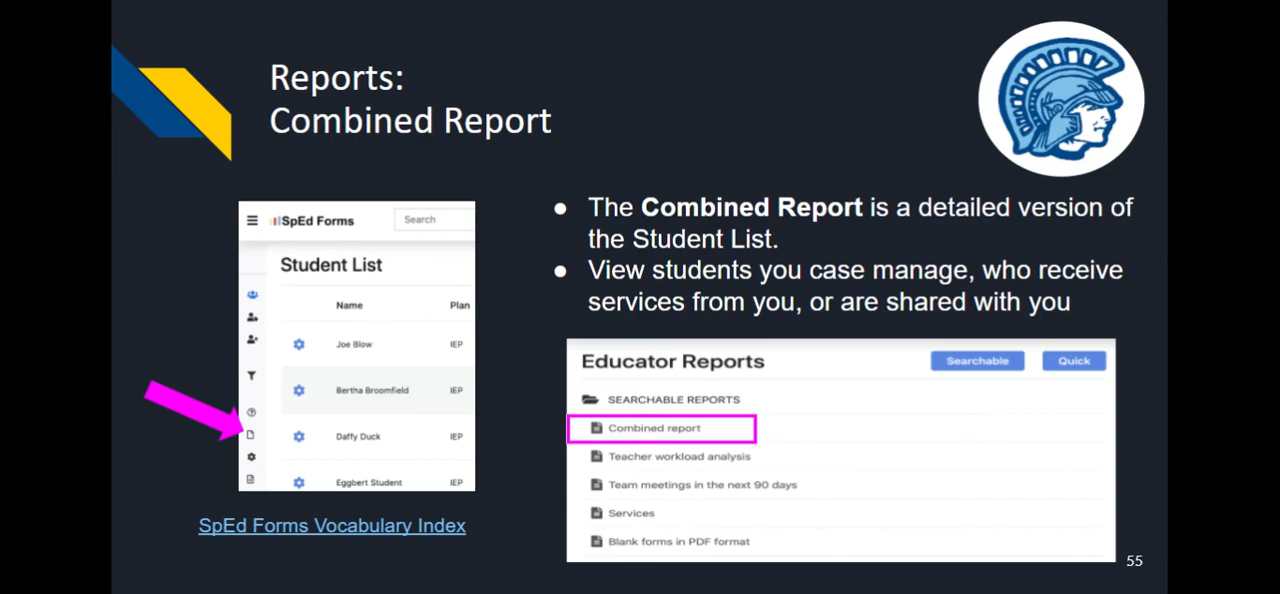 Reports:
Combined Report
SpEd Forms
Search
Student List
Name Plan
Joe Blow IEP
Bertha Broomfield IEP
Daffy Duck IEP
Eggbert Student IEP
SpEd Forms Vocabulary Index
● The Combined Report is a detailed version of
the Student List.
● View students you case manage, who receive
services from you, or are shared with you
Educator Reports
Searchable Quick
SEARCHABLE REPORTS
Combined report
Teacher workload analysis
Team meetings in the next 90 days
Services
Blank forms in PDF format
55